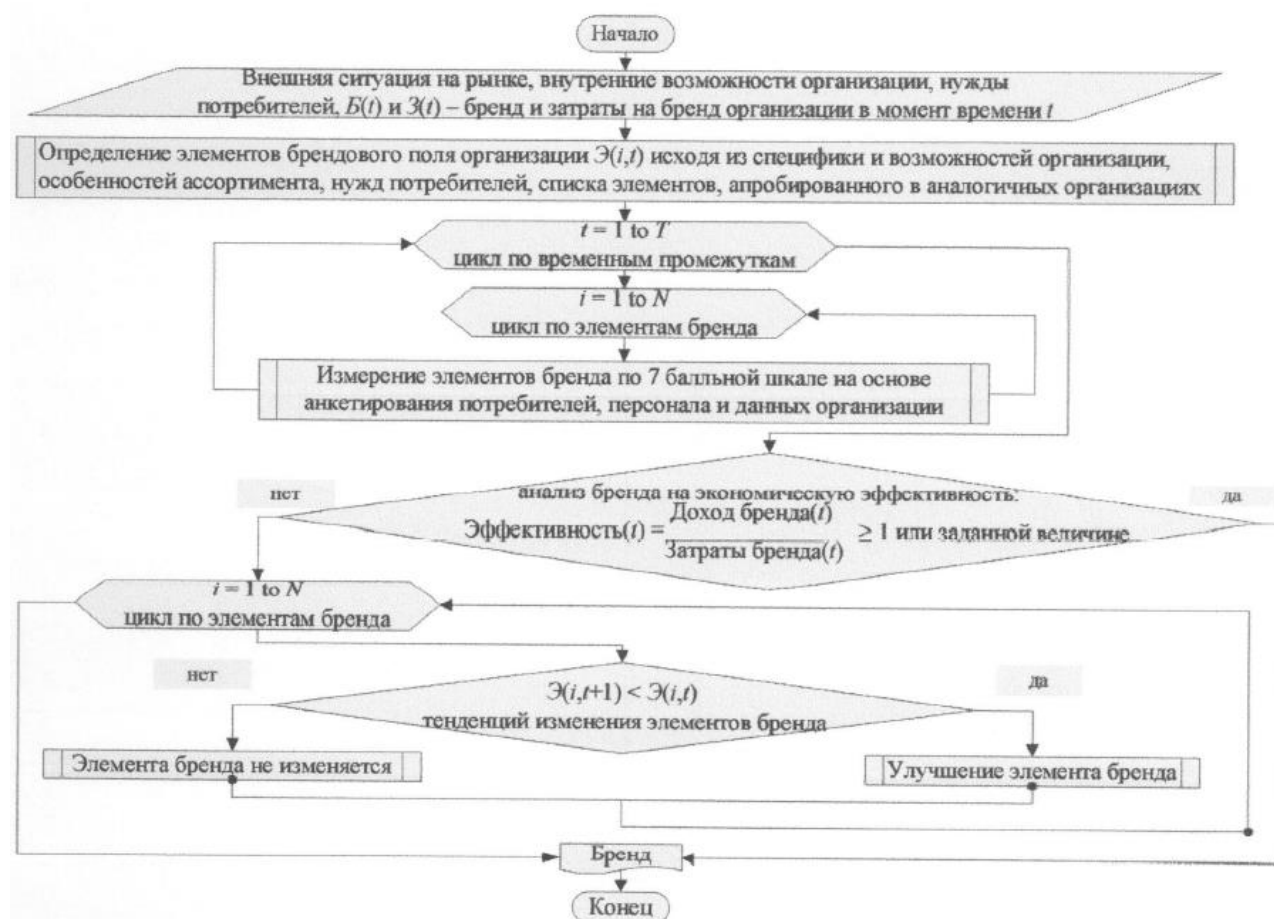 Начало
Внешняя ситуация на рынке, внутренние возможности организации, нужды
потребителей, Б(t) и З(t) – бренд и затраты на бренд организации в момент времени t
Определение элементов брендового поля организации Э(i,t) исходя из специфики и возможностей организации,
особенностей ассортимента, нужд потребителей, списка элементов, апробированного в аналогичных организациях
t = 1 to T
цикл по временным промежуткам
i = 1 to N
цикл по элементам бренда
Измерение элементов бренда по 7 балльной шкале на основе
анкетирования потребителей, персонала и данных организации
нет
да
анализ бренда на экономическую эффективность:
Эффективность(t) = Доход бренда(t) / Затраты бренда(t) ≥ 1 или заданной величине
i = 1 to N
цикл по элементам бренда
нет
да
Э(i,t+1) < Э(i,t)
тенденций изменения элементов бренда
Элемента бренда не изменяется
Улучшение элемента бренда
Бренд
Конец